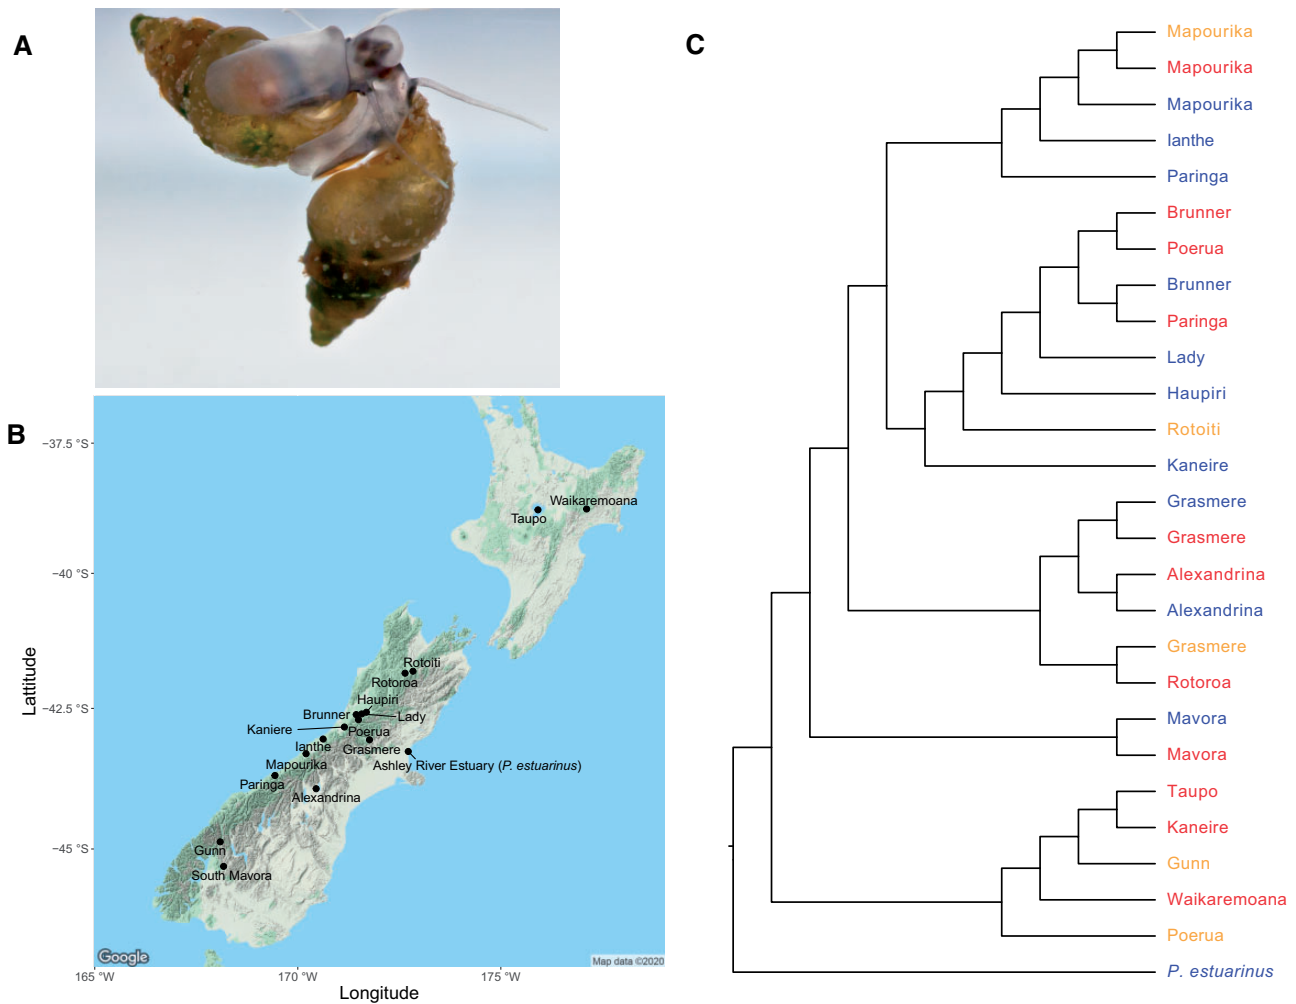 A
B
−37.5 °S
−40 °S
−42.5 °S
−45 °S
Lattitude
165 °W
170 °W
175 °W
Longitude
Waikaremoana
Taupo
Rotoiti
Rotoroa
Haupiri
Brunner
Lady
Kaniere
Poerua
Ianthe
Grasmere
Mapourika
Ashley River Estuary (P. estuarinus)
Paringa
Alexandrina
Gunn
South Mavora
Google
Map data ©2020
C
Mapourika
Mapourika
Mapourika
Ianthe
Paringa
Brunner
Poerua
Brunner
Paringa
Lady
Haupiri
Rotoiti
Kaneire
Grasmere
Grasmere
Alexandrina
Alexandrina
Grasmere
Rotoroa
Mavora
Mavora
Taupo
Kaneire
Gunn
Waikaremoana
Poerua
P. estuarinus